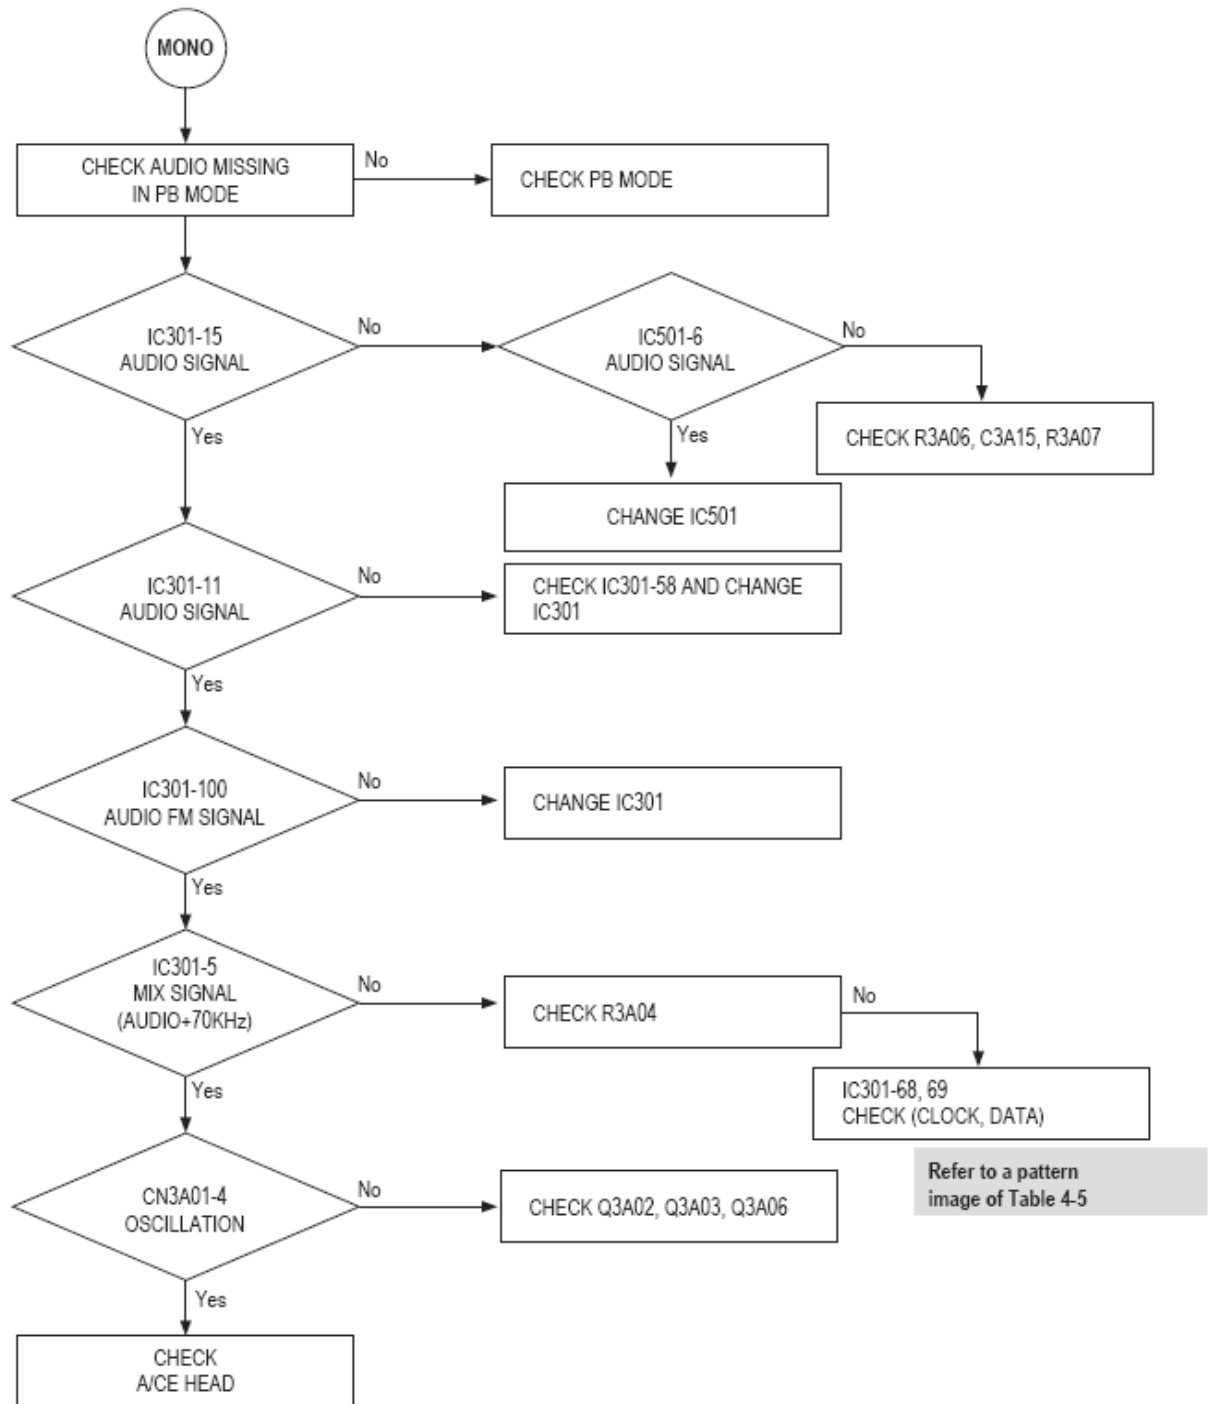 MONO
CHECK AUDIO MISSING
IN PB MODE
No
CHECK PB MODE
IC301-15
AUDIO SIGNAL
No
IC501-6
AUDIO SIGNAL
No
CHECK R3A06, C3A15, R3A07
Yes
CHANGE IC501
Yes
IC301-11
AUDIO SIGNAL
No
CHECK IC301-58 AND CHANGE
IC301
Yes
IC301-100
AUDIO FM SIGNAL
No
CHANGE IC301
Yes
IC301-5
MIX SIGNAL
(AUDIO+70KHz)
No
CHECK R3A04
No
IC301-68, 69
CHECK (CLOCK, DATA)
Refer to a pattern
image of Table 4-5
Yes
CN3A01-4
OSCILLATION
No
CHECK Q3A02, Q3A03, Q3A06
Yes
CHECK
A/CE HEAD